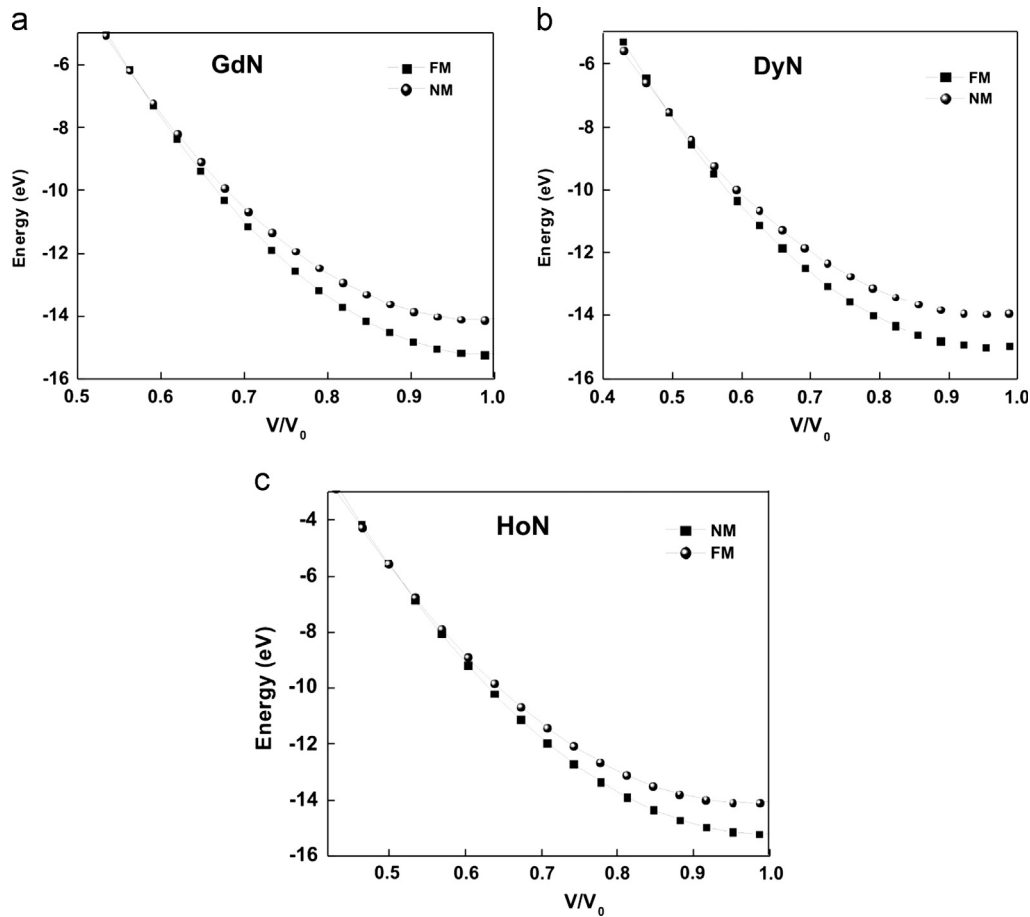 a
GdN
FM
NM
Energy (eV)
-6
-8
-10
-12
-14
-16
0.5 0.6 0.7 0.8 0.9 1.0
V/V0
b
DyN
FM
NM
Energy (eV)
-6
-8
-10
-12
-14
-16
0.4 0.5 0.6 0.7 0.8 0.9 1.0
V/V0
c
HoN
NM
FM
Energy (eV)
-4
-6
-8
-10
-12
-14
-16
0.5 0.6 0.7 0.8 0.9 1.0
V/V0